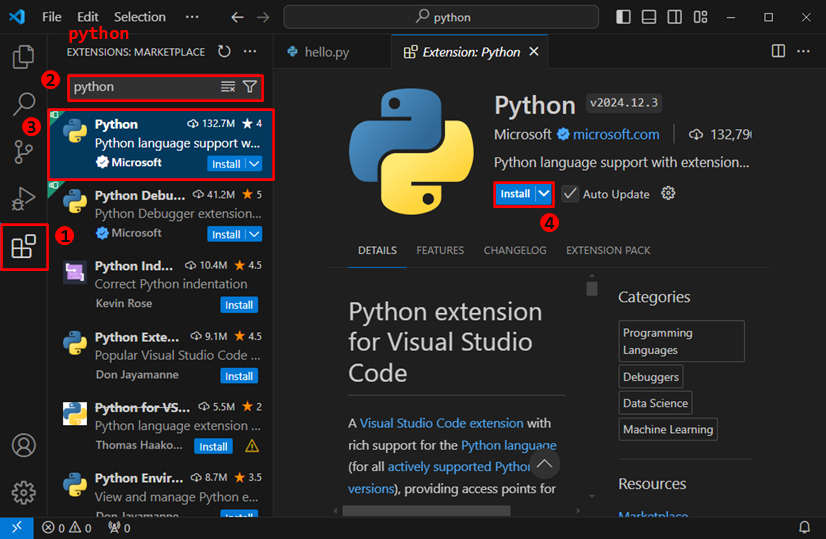 File Edit Selection ··· python
python
EXTENSIONS: MARKETPLACE ···
hello.py
Extension: Python
2
python
3
Python 132.7M 4
Python language support w...
Microsoft Install
Python Debu... 41.2M 5
Python Debugger extension...
Microsoft Install
1
Python Ind... 10.4M 4.5
Correct Python indentation
Kevin Rose Install
Python Exte... 9.1M 4.5
Popular Visual Studio Code ...
Don Jayamanne Install
Python for VS... 5.5M 2
Python language extension ...
Thomas Haako... Install
Python Envir... 8.7M 3.5
View and manage Python e...
Don Jayamanne Install
Python v2024.12.3
Microsoft microsoft.com 132,79
Python language support with extension...
Install Auto Update
4
DETAILS FEATURES CHANGELOG EXTENSION PACK
Python extension
for Visual Studio
Code
A Visual Studio Code extension with
rich support for the Python language
(for all actively supported Python
versions), providing access points for
Categories
Programming
Languages
Debuggers
Data Science
Machine Learning
Resources
Marketplace
0 0 0